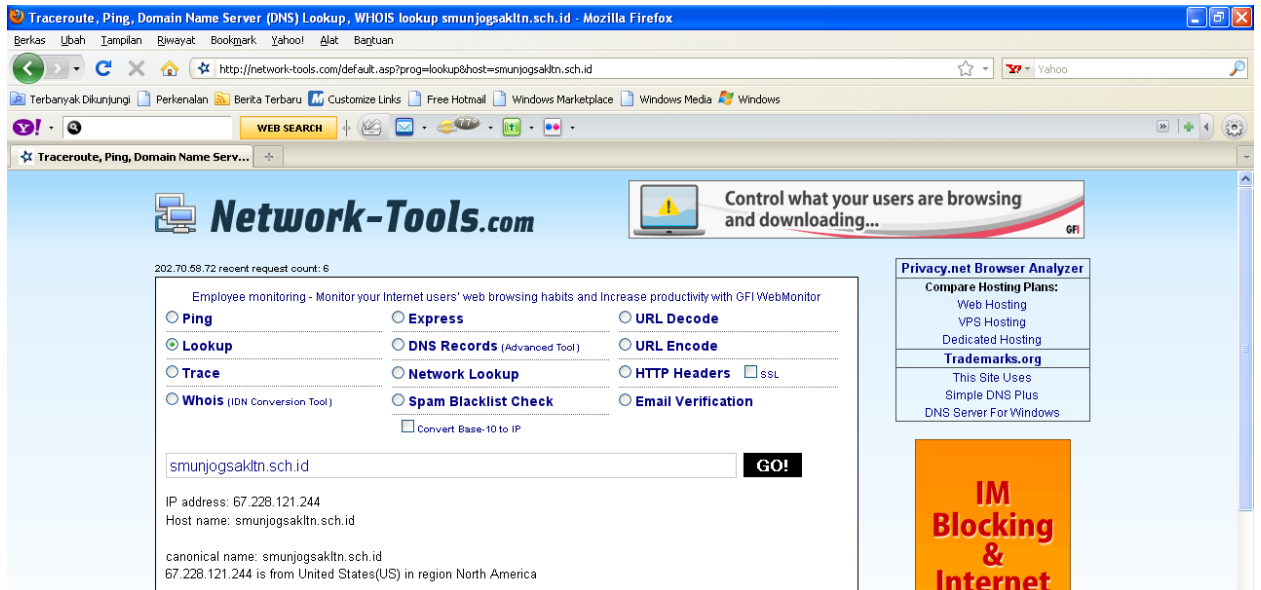 Traceroute, Ping, Domain Name Server (DNS) Lookup, WHOIS lookup smunjogsakltn.sch.id - Mozilla Firefox
Berkas Ubah Tampilan Riwayat Bookmark Yahoo! Alat Bantuan
http://network-tools.com/default.asp?prog=lookup&host=smunjogsakltn.sch.id
Yahoo
Terbanyak Dikunjungi Perkenalan Berita Terbaru Customize Links Free Hotmail Windows Marketplace Windows Media Windows
Y! WEB SEARCH 77°
Traceroute, Ping, Domain Name Serv...
Network-Tools.com
Control what your users are browsing
and downloading...
GFI
202.70.58.72 recent request count: 6
Employee monitoring - Monitor your Internet users' web browsing habits and Increase productivity with GFI WebMonitor
Ping Express URL Decode
Lookup DNS Records (Advanced Tool) URL Encode
Trace Network Lookup HTTP Headers SSL
Whois (IDN Conversion Tool) Spam Blacklist Check Email Verification
Convert Base-10 to IP
smunjogsakltn.sch.id GO!
IP address: 67.228.121.244
Host name: smunjogsakltn.sch.id
canonical name: smunjogsakltn.sch.id
67.228.121.244 is from United States(US) in region North America
Privacy.net Browser Analyzer
Compare Hosting Plans:
Web Hosting
VPS Hosting
Dedicated Hosting
Trademarks.org
This Site Uses
Simple DNS Plus
DNS Server For Windows
IM
Blocking
&
Internet